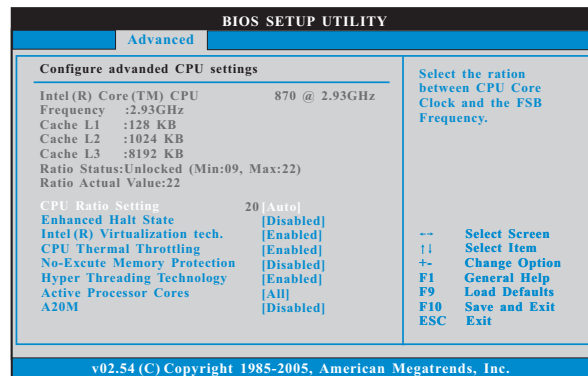 BIOS SETUP UTILITY
Advanced
Configure advanded CPU settings
Intel(R) Core(TM) CPU 870 @ 2.93GHz
Frequency :2.93GHz
Cache L1 :128 KB
Cache L2 :1024 KB
Cache L3 :8192 KB
Ratio Status:Unlocked (Min:09, Max:22)
Ratio Actual Value:22
CPU Ratio Setting 20[Auto]
Enhanced Halt State [Disabled]
Intel(R) Virtualization tech. [Enabled]
CPU Thermal Throttling [Enabled]
No-Excute Memory Protection [Disabled]
Hyper Threading Technology [Enabled]
Active Processor Cores [All]
A20M [Disabled]
Select the ration
between CPU Core
Clock and the FSB
Frequency.
←→ Select Screen
↑↓ Select Item
+- Change Option
F1 General Help
F9 Load Defaults
F10 Save and Exit
ESC Exit
v02.54 (C) Copyright 1985-2005, American Megatrends, Inc.